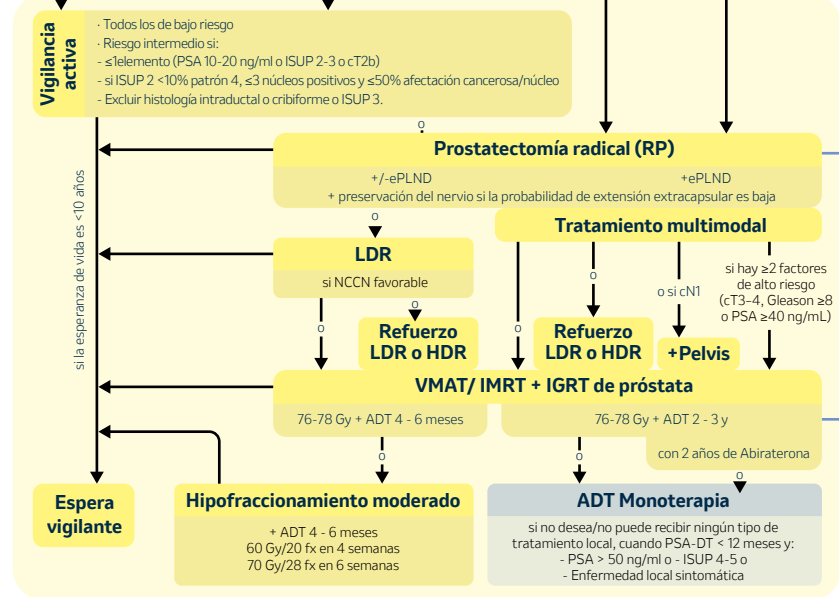 Vigilancia
activa
· Todos los de bajo riesgo
· Riesgo intermedio si:
- ≤1elemento (PSA 10-20 ng/ml o ISUP 2-3 o cT2b)
- si ISUP 2 <10% patrón 4, ≤3 núcleos positivos y ≤50% afectación cancerosa/núcleo
- Excluir histología intraductal o cribiforme o ISUP 3.
si la esperanza de vida es <10 años
o
Prostatectomía radical (RP)
+/-ePLND
+ePLND
+ preservación del nervio si la probabilidad de extensión extracapsular es baja
o
Tratamiento multimodal
LDR
si NCCN favorable
o
o
o
o
o si cN1
si hay ≥2 factores
de alto riesgo
(cT3-4, Gleason ≥8
o PSA ≥40 ng/mL)
Refuerzo
LDR o HDR
Refuerzo
LDR o HDR
+Pelvis
VMAT/ IMRT + IGRT de próstata
76-78 Gy + ADT 4 - 6 meses
76-78 Gy + ADT 2 - 3 y
con 2 años de Abiraterona
o
o
o
Espera
vigilante
Hipofraccionamiento moderado
+ ADT 4 - 6 meses
60 Gy/20 fx en 4 semanas
70 Gy/28 fx en 6 semanas
ADT Monoterapia
si no desea/no puede recibir ningún tipo de
tratamiento local, cuando PSA-DT < 12 meses y:
- PSA > 50 ng/ml o - ISUP 4-5 o
- Enfermedad local sintomática